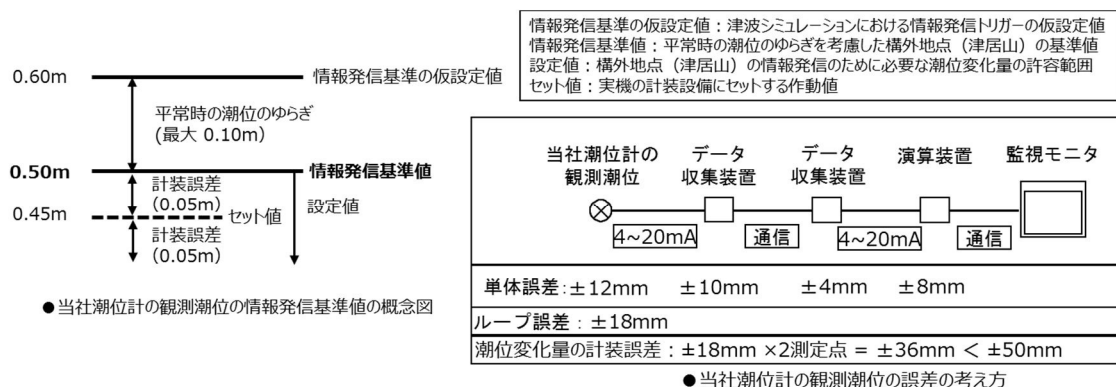 情報発信基準の仮設定値：津波シミュレーションにおける情報発信トリガーの仮設定値
情報発信基準値：平常時の潮位のゆらぎを考慮した構外地点（津居山）の基準値
設定値：構外地点（津居山）の情報発信のために必要な潮位変化量の許容範囲
セット値：実機の計装設備にセットする作動値
0.60m
情報発信基準の仮設定値
平常時の潮位のゆらぎ
(最大 0.10m)
0.50m
情報発信基準値
計装誤差
(0.05m)
設定値
0.45m
セット値
計装誤差
(0.05m)
●当社潮位計の観測潮位の情報発信基準値の概念図
当社潮位計の
観測潮位
データ
収集装置
データ
収集装置
演算装置
監視モニタ
4~20mA
通信
4~20mA
通信
単体誤差：±12mm ±10mm ±4mm ±8mm
ループ誤差：±18mm
潮位変化量の計装誤差：±18mm ×2測定点 = ±36mm ＜ ±50mm
●当社潮位計の観測潮位の誤差の考え方